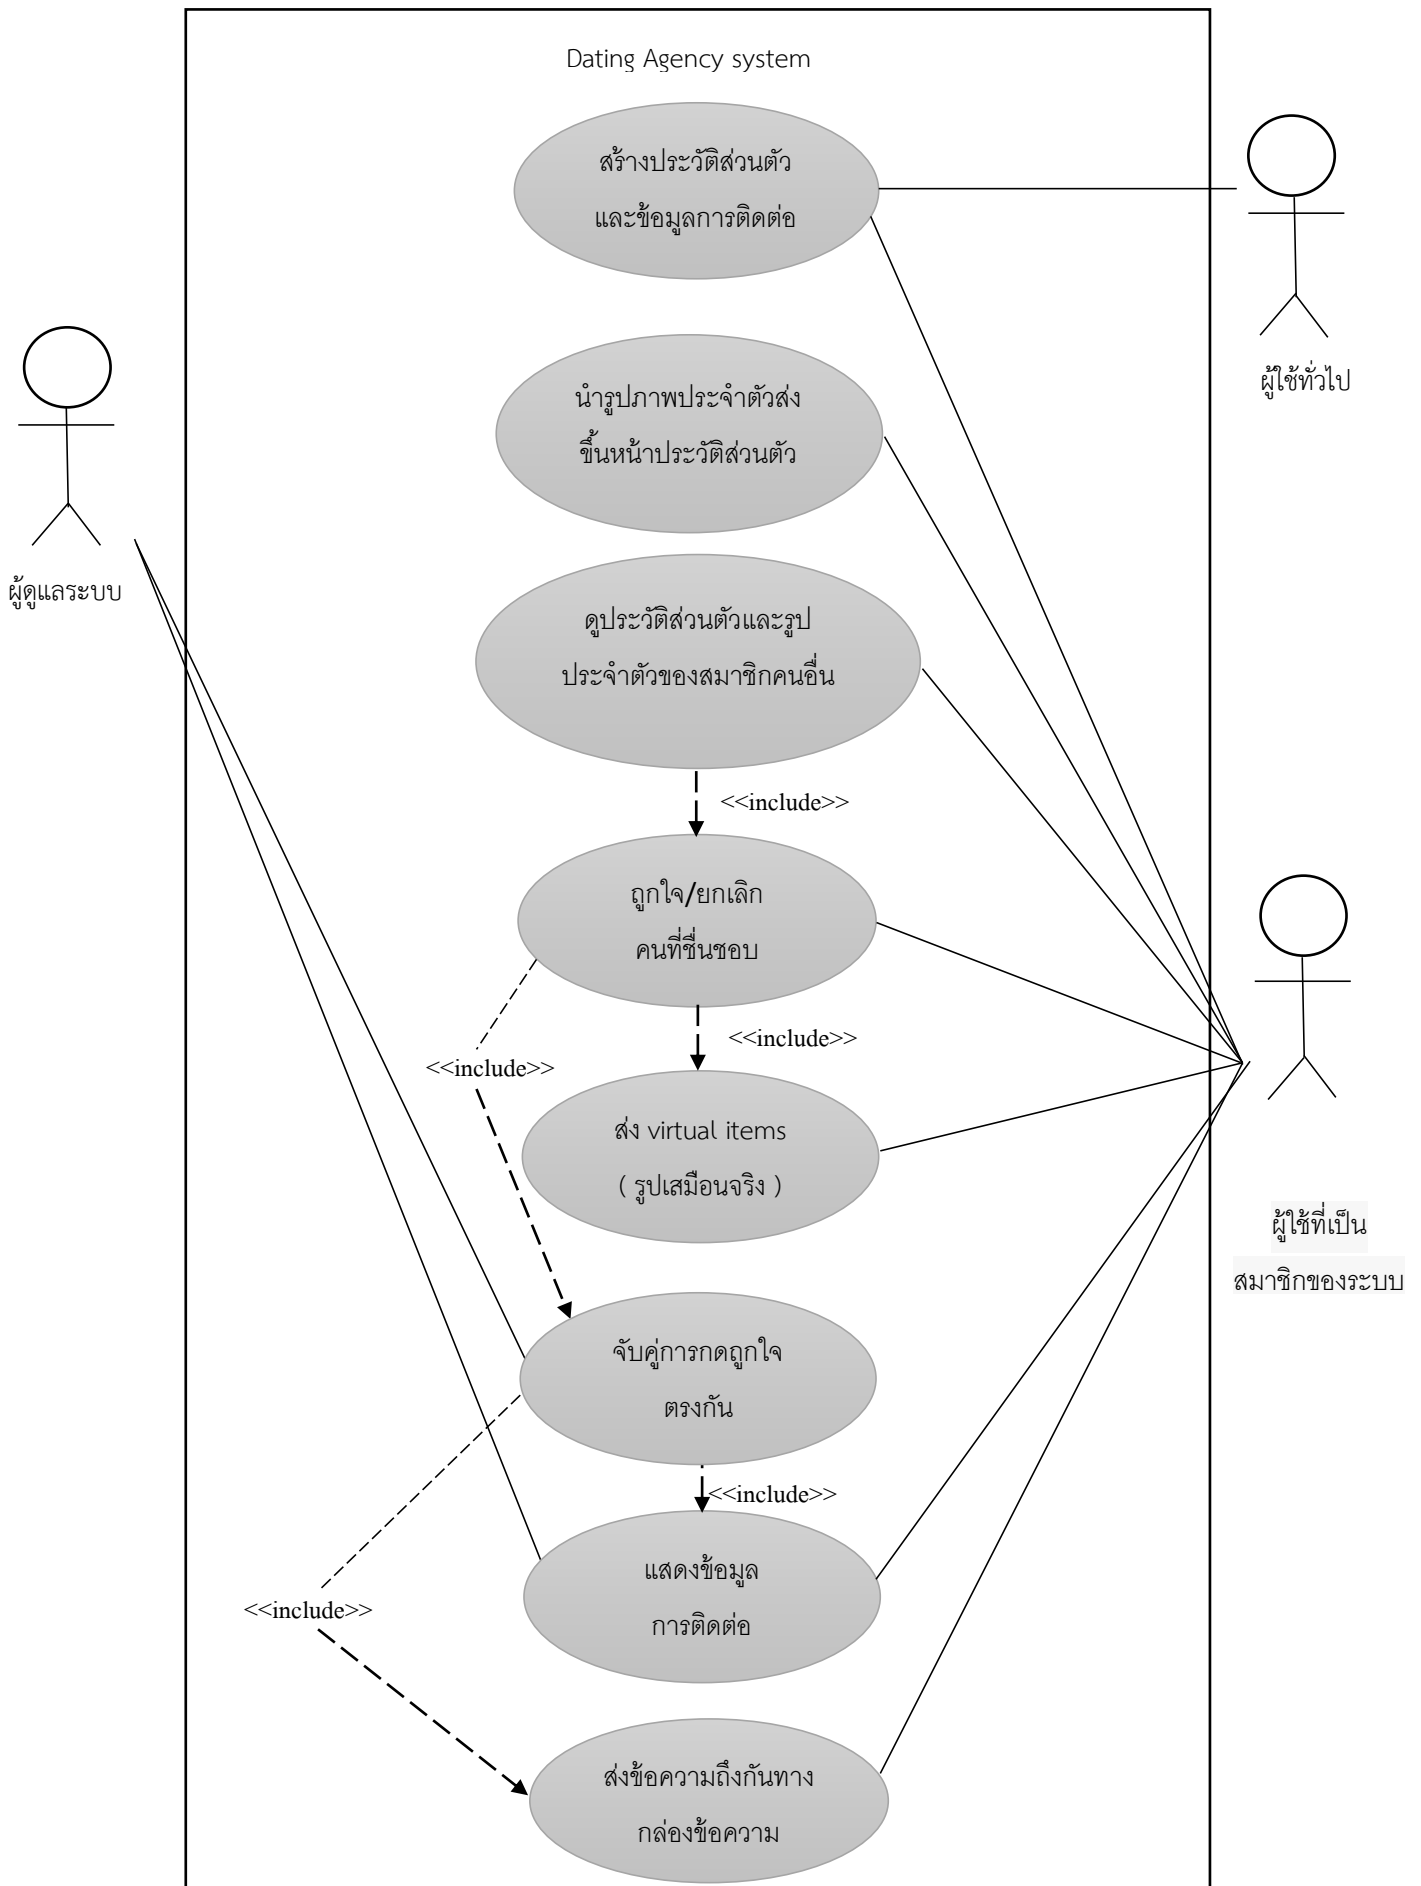 Dating Agency system
สร้างประวัติส่วนตัว
และข้อมูลการติดต่อ
ผู้ใช้ทั่วไป
นำรูปภาพประจำตัวส่ง
ขึ้นหน้าประวัติส่วนตัว
ผู้ดูแลระบบ
ดูประวัติส่วนตัวและรูป
ประจำตัวของสมาชิกคนอื่น
<<include>>
ถูกใจ/ยกเลิก
คนที่ชื่นชอบ
<<include>>
<<include>>
ส่ง virtual items
( รูปเสมือนจริง )
ผู้ใช้ที่เป็น
สมาชิกของระบบ
จับคู่การกดถูกใจ
ตรงกัน
<<include>>
แสดงข้อมูล
การติดต่อ
<<include>>
ส่งข้อความถึงกันทาง
กล่องข้อความ